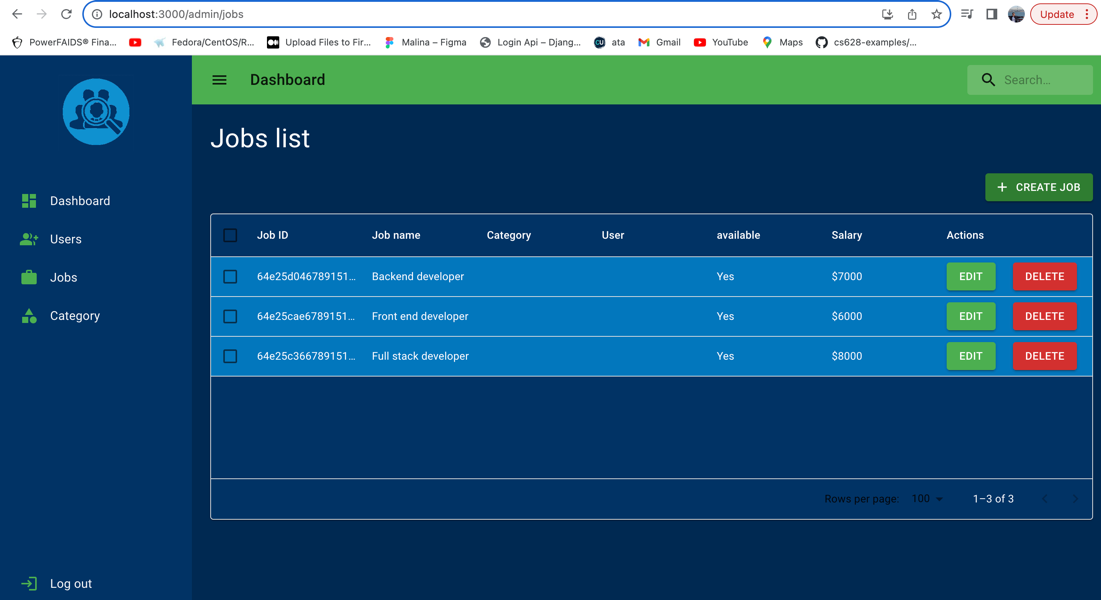 localhost:3000/admin/jobs
Update
PowerFAIDS® Fina... Fedora/CentOS/R... Upload Files to Fir... Malina – Figma Login Api – Djang... ata Gmail YouTube Maps cs628-examples/...
Dashboard Search...
Jobs list
CREATE JOB
Dashboard
Users
Jobs
Category
Log out
Job ID Job name Category User available Salary Actions
64e25d046789151... Backend developer Yes $7000 EDIT DELETE
64e25cae6789151... Front end developer Yes $6000 EDIT DELETE
64e25c366789151... Full stack developer Yes $8000 EDIT DELETE
Rows per page: 100 1–3 of 3